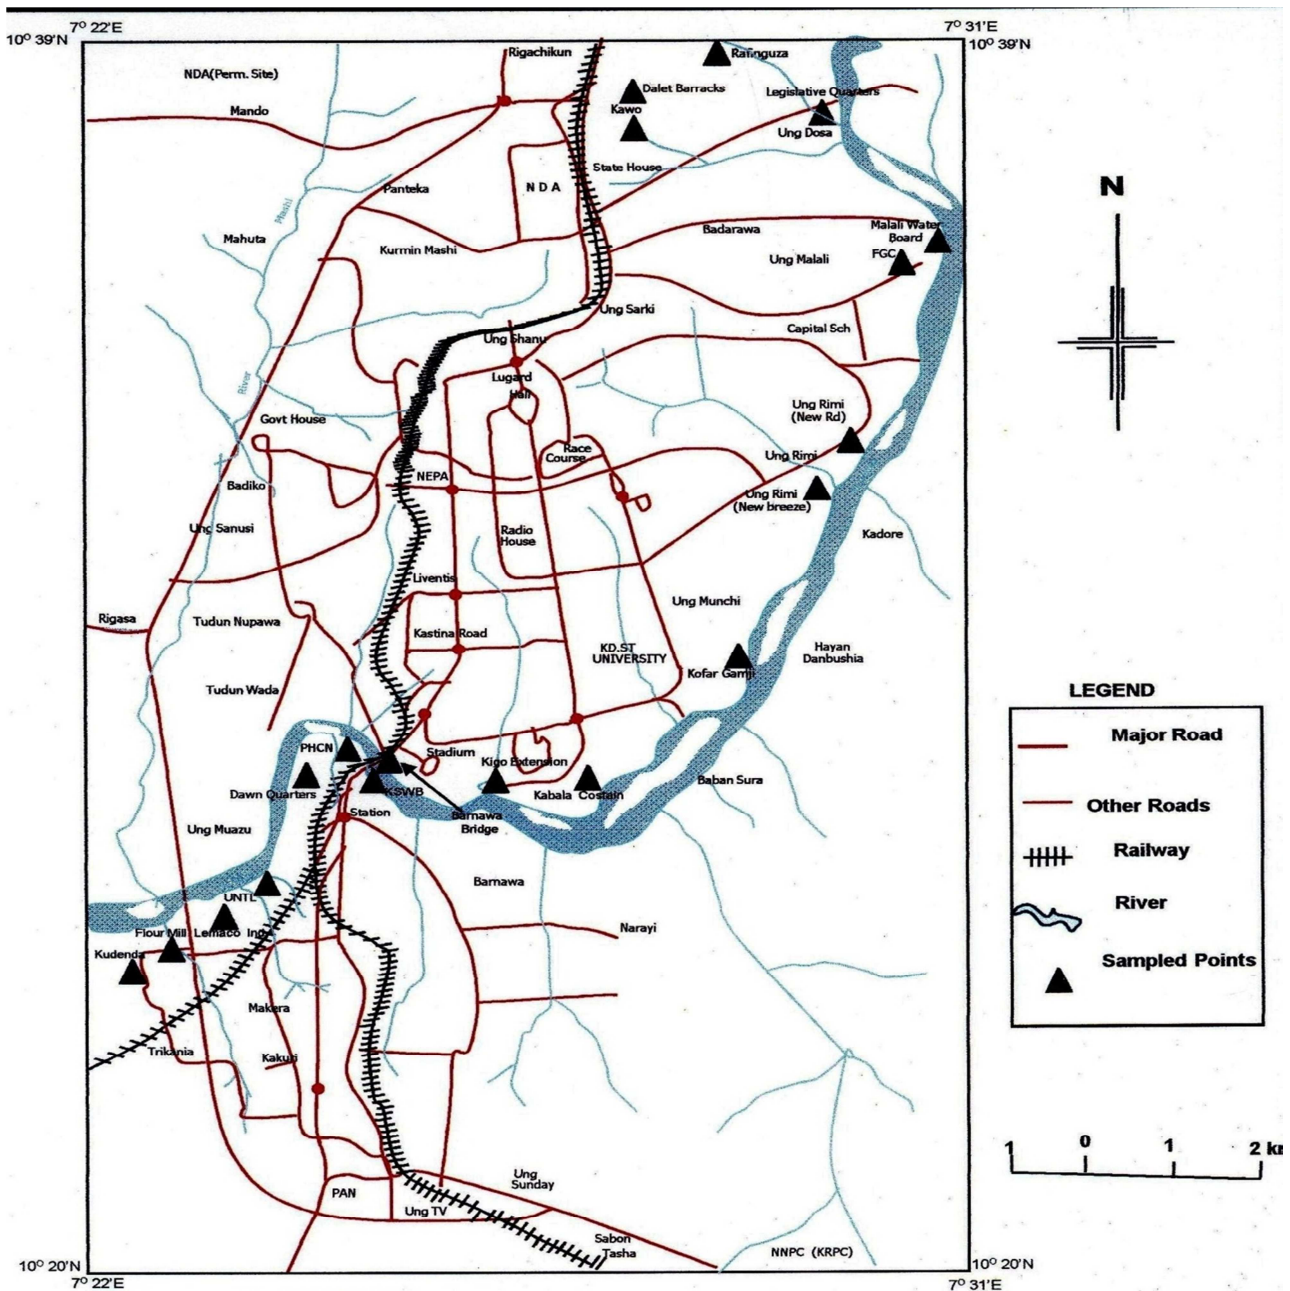 7° 22'E
7° 31'E
10° 39'N
10° 39'N
Rigachikun
Rafinguza
NDA(Perm. Site)
Dalet Barracks
Legislative Quarters
Mando
Kawo
Ung Dosa
State House
N D A
Panteka
N
Mashi
Mahuta
Kurmin Mashi
Badarawa
Malali Water
Board
FGC
Ung Malali
Ung Sarki
Capital Sch
Ung Shanu
Lugard
Hall
River
Govt House
Ung Rimi
(New Rd)
Race
Course
Ung Rimi
NEPA
Badiko
Ung Rimi
(New breeze)
Ung Sanusi
Radio
House
Kadore
Liventis
Ung Munchi
Rigasa
Tudun Nupawa
Kastina Road
KD.ST
UNIVERSITY
Hayan
Danbushia
Kofar Gamji
Tudun Wada
PHCN
Stadium
Kigo Extension
Baban Sura
Dawn Quarters
KSWB
Kabala Costain
Station
Barnawa
Bridge
Ung Muazu
Barnawa
UNTL
Flour Mill
Lemaco Ind
Narayi
Kudenda
Makera
Trikania
Kakuri
Ung
Sunday
PAN
Ung TV
Sabon
Tasha
NNPC (KRPC)
10° 20'N
10° 20'N
7° 22'E
7° 31'E
LEGEND
Major Road
Other Roads
Railway
River
Sampled Points
1 0 1 2 km